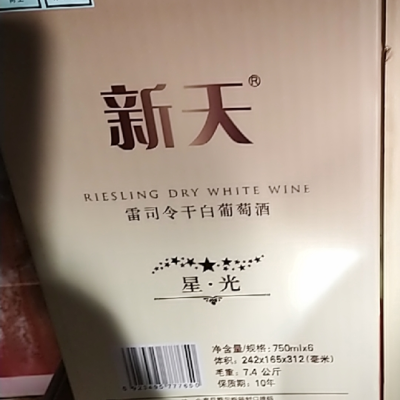 新天®
RIESLING DRY WHITE WINE
雷司令干白葡萄酒
星·光
净含量/规格: 750mlx6
体积: 242x165x312(毫米)
毛重: 7.4 公斤
保质期: 10年